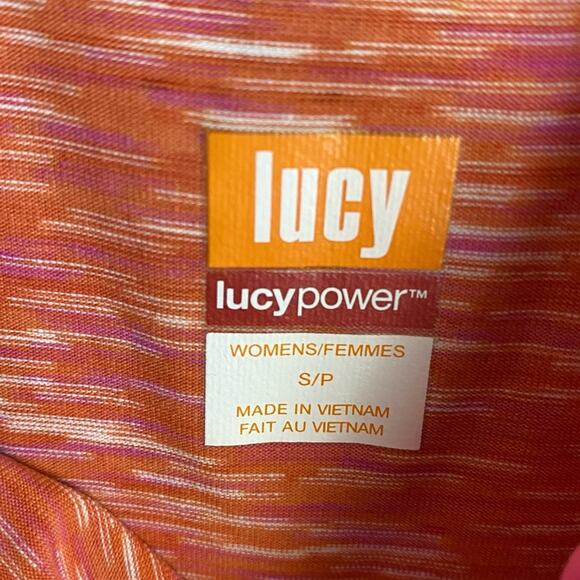 lucy
lucypower™
WOMENS/FEMMES
S/P
MADE IN VIETNAM
FAIT AU VIETNAM